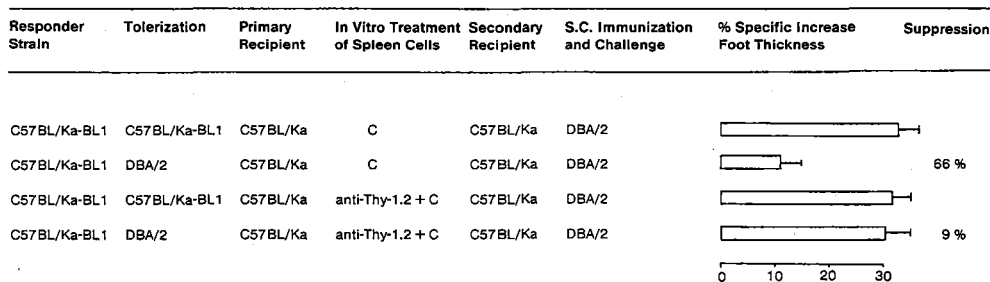 Responder Strain Tolerization Primary Recipient In Vitro Treatment of Spleen Cells Secondary Recipient S.C. Immunization and Challenge % Specific Increase Foot Thickness Suppression
C57BL/Ka-BL1 C57BL/Ka-BL1 C57BL/Ka C C57BL/Ka DBA/2
C57BL/Ka-BL1 DBA/2 C57BL/Ka C C57BL/Ka DBA/2 66 %
C57BL/Ka-BL1 C57BL/Ka-BL1 C57BL/Ka anti-Thy-1.2 + C C57BL/Ka DBA/2
C57BL/Ka-BL1 DBA/2 C57BL/Ka anti-Thy-1.2 + C C57BL/Ka DBA/2 9 %
0 10 20 30